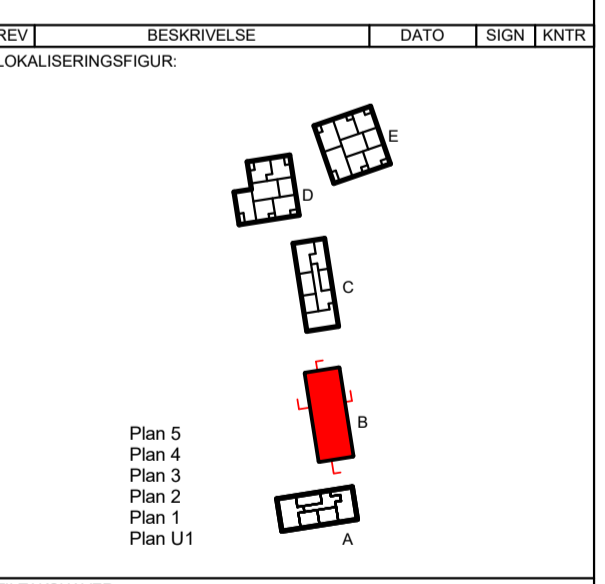 REV BESKRIVELSE DATO SIGN KNTR
LOKALISERINGSFIGUR:
E
D
C
B
Plan 5
Plan 4
Plan 3
Plan 2
Plan 1
Plan U1
A